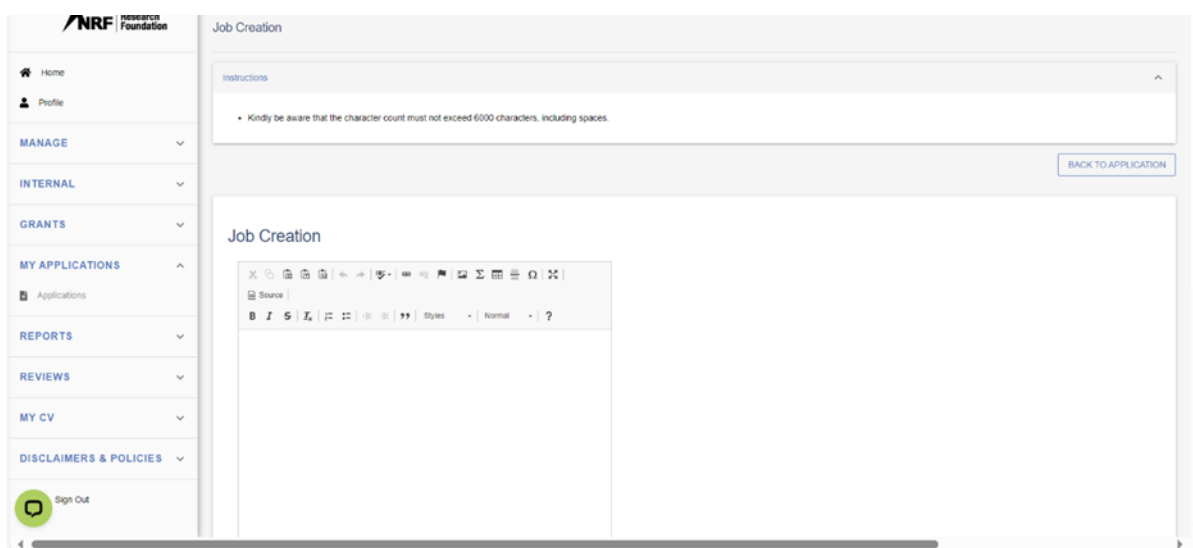 NRF Research
Foundation
Home
Profile
MANAGE
INTERNAL
GRANTS
MY APPLICATIONS
Applications
REPORTS
REVIEWS
MY CV
DISCLAIMERS & POLICIES
Sign Out
Job Creation
Instructions
• Kindly be aware that the character count must not exceed 6000 characters, including spaces.
BACK TO APPLICATION
Job Creation
Source
B I S Ix Styles Normal ?